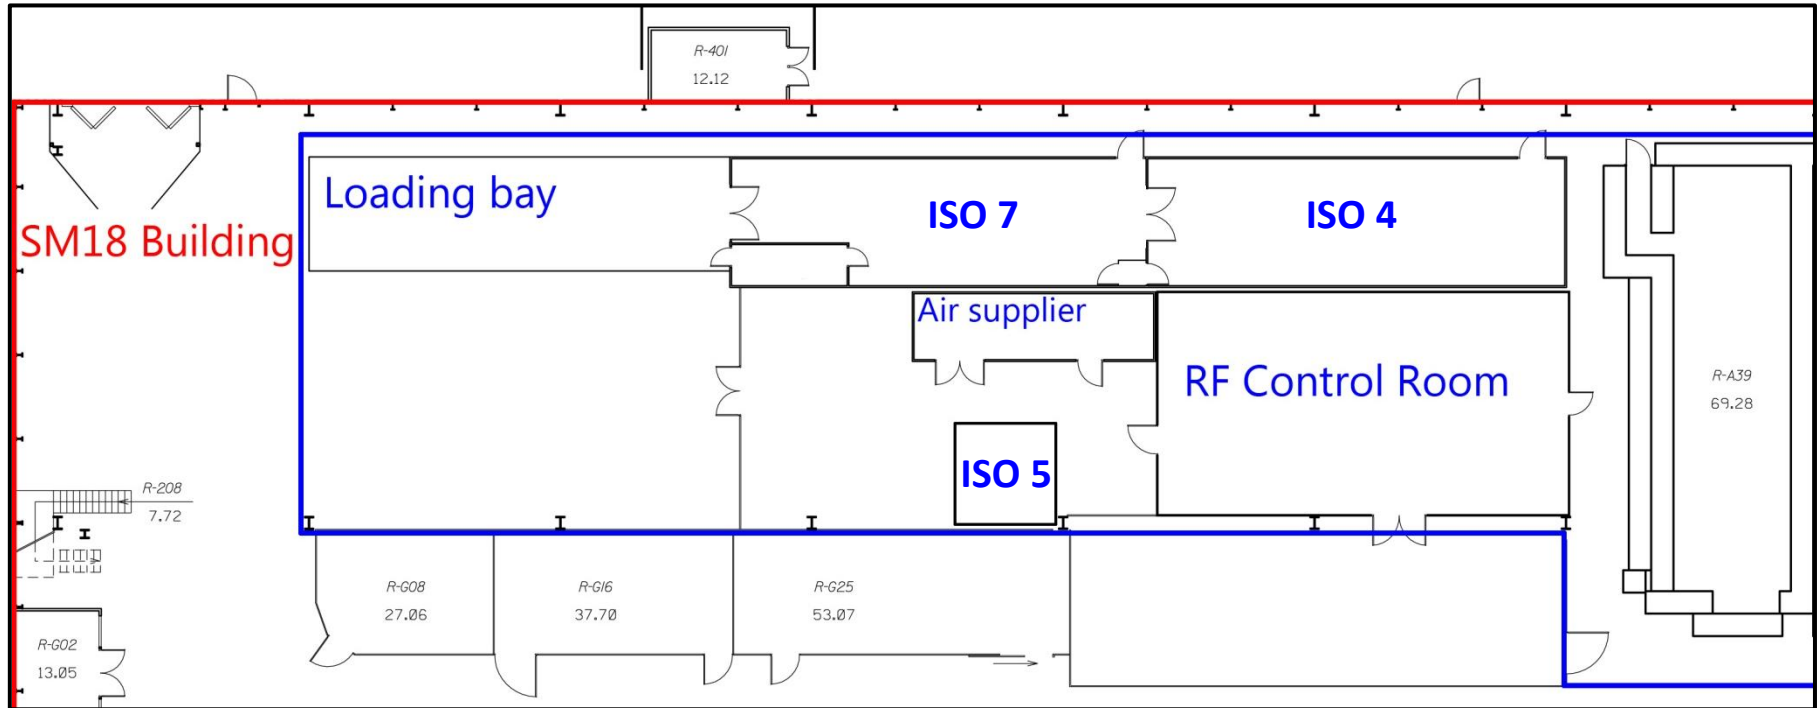 R-401
12.12
Loading bay
ISO 7
ISO 4
SM18 Building
Air supplier
RF Control Room
R-A39
69.28
ISO 5
R-208
7.72
R-G08
27.06
R-G16
37.70
R-G25
53.07
R-G02
13.05